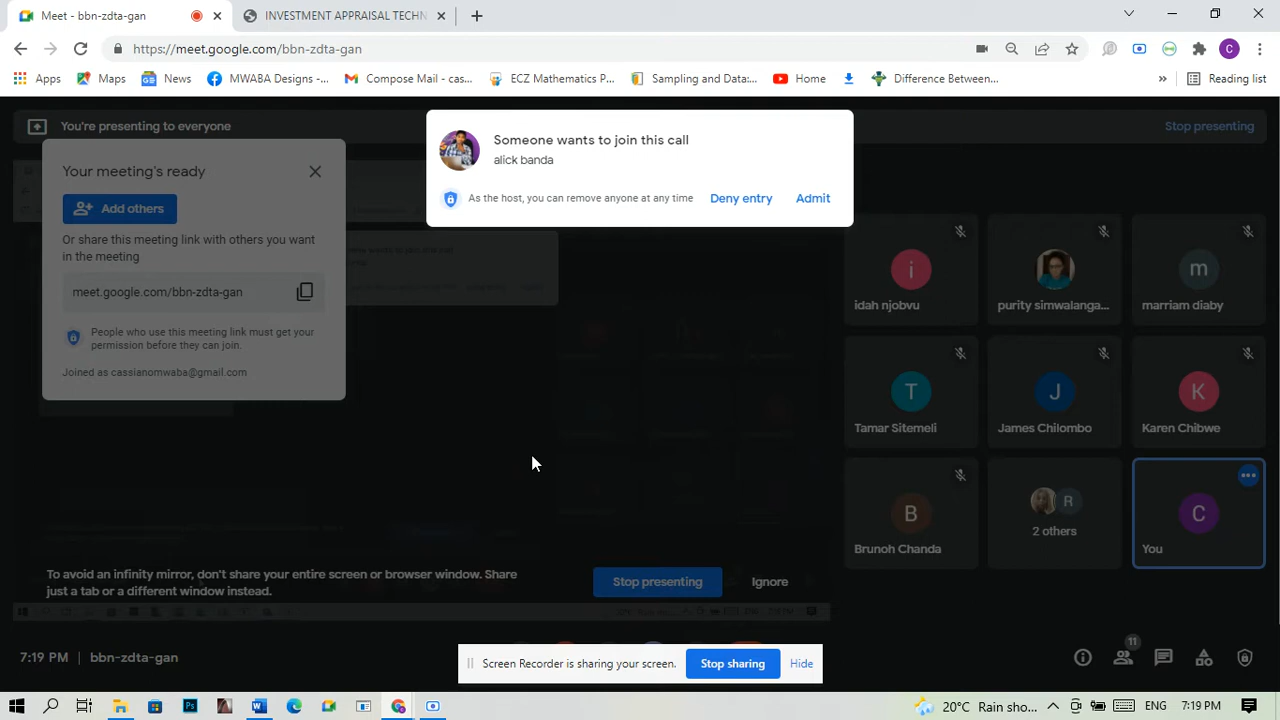 Meet - bbn-zdta-gan
INVESTMENT APPRAISAL TECHN
https://meet.google.com/bbn-zdta-gan
C
Apps
Maps
News
MWABA Designs -...
Compose Mail - cas...
ECZ Mathematics P...
Sampling and Data:...
Home
Difference Between...
»
Reading list
You're presenting to everyone
Stop presenting
Your meeting's ready
Add others
Or share this meeting link with others you want
in the meeting
meet.google.com/bbn-zdta-gan
People who use this meeting link must get your
permission before they can join.
Joined as cassianomwaba@gmail.com
Someone wants to join this call
alick banda
As the host, you can remove anyone at any time
Deny entry
Admit
i
idah njobvu
purity simwalanga...
m
marriam diaby
T
Tamar Sitemeli
J
James Chilombo
K
Karen Chibwe
B
Brunoh Chanda
R
2 others
C
You
To avoid an infinity mirror, don't share your entire screen or browser window. Share
just a tab or a different window instead.
Stop presenting
Ignore
7:19 PM | bbn-zdta-gan
Screen Recorder is sharing your screen.
Stop sharing
Hide
11
20°C Rain sho...
ENG
7:19 PM